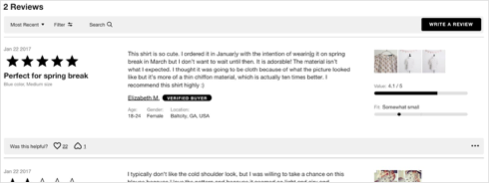 2 Reviews
Most Recent
Filter
Search
WRITE A REVIEW
Jan 22 2017
Perfect for spring break
Blue color, Medium size
This shirt is so cute. I ordered it in January with the intention of wearing it on spring
break in March but I don't want to wait until then. It is adorable! The material isn't
what I expected. I thought it was going to be cloth because of what the picture looked
like but it's more of a thin chiffon material, which is actually ten times better. I
recommend this shirt highly :)
Elizabeth M. VERIFIED BUYER
Age: Gender: Location:
18-24 Female GA, USA
Value: 4.1 / 5
Fit: Somewhat small
Was this helpful? 22
Jan 22 2017
I typically don't like the cold shoulder look, but I was willing to take a chance on this